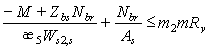 (-M + Z_bs N_br) / (æ_5 W_s2,s) + N_br / A_s ≤ m_2 m R_y